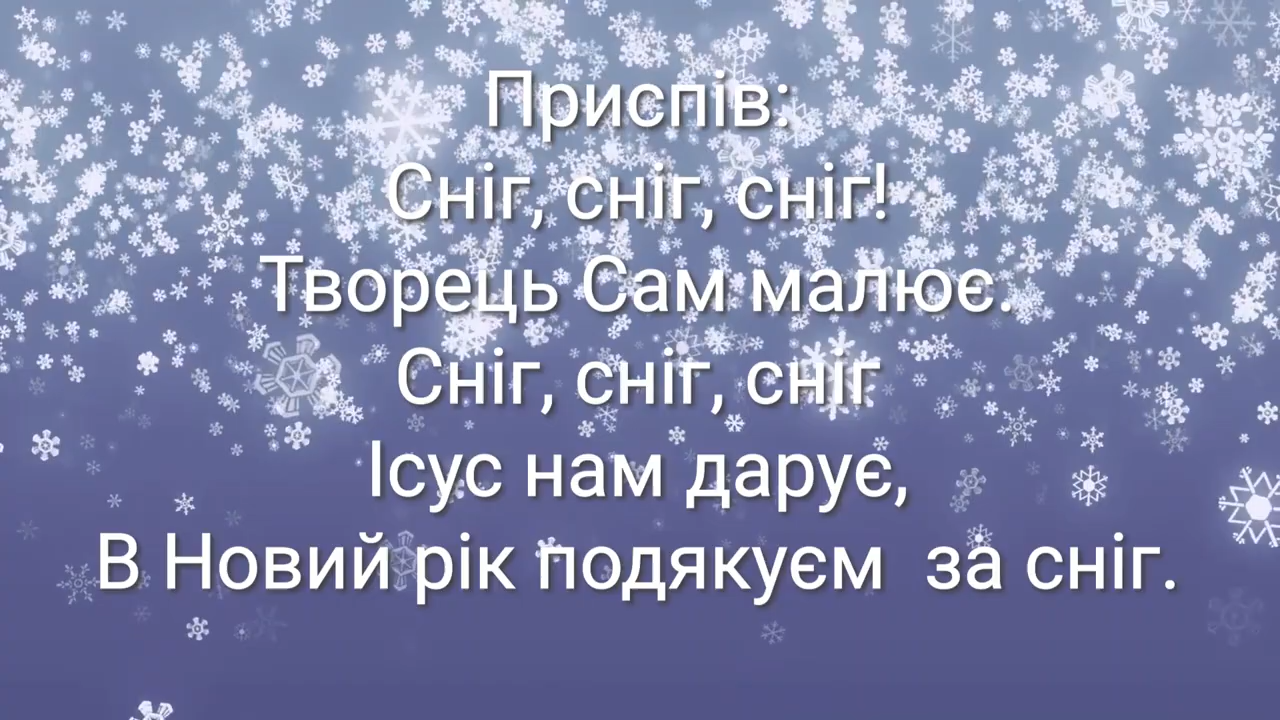 Приспів:
Сніг, сніг, сніг!
Творець Сам малює.
Сніг, сніг, сніг
Ісус нам дарує,
В Новий рік подякуєм за сніг.